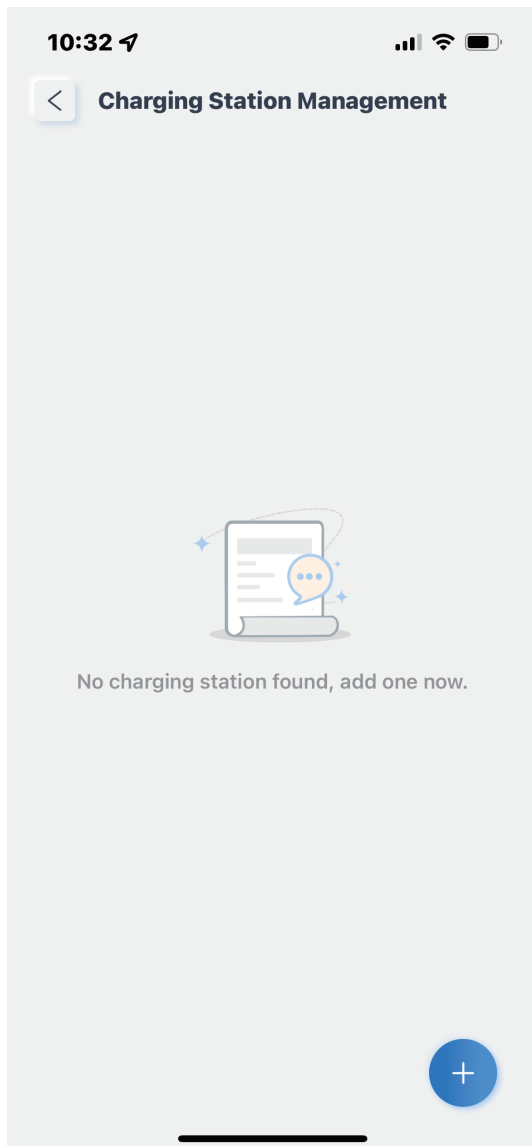 10:32
Charging Station Management
No charging station found, add one now.